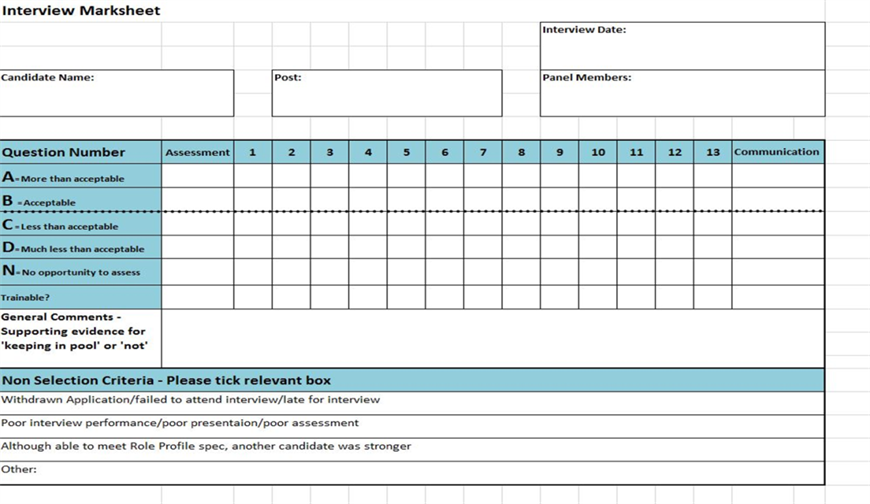 Interview Marksheet
Interview Date:
Candidate Name:
Post:
Panel Members:
Question Number Assessment 1 2 3 4 5 6 7 8 9 10 11 12 13 Communication
A=More than acceptable
B =Acceptable
C=Less than acceptable
D=Much less than acceptable
N=No opportunity to assess
Trainable?
General Comments -
Supporting evidence for
'keeping in pool' or 'not'
Non Selection Criteria - Please tick relevant box
Withdrawn Application/failed to attend interview/late for interview
Poor interview performance/poor presentaion/poor assessment
Although able to meet Role Profile spec, another candidate was stronger
Other: